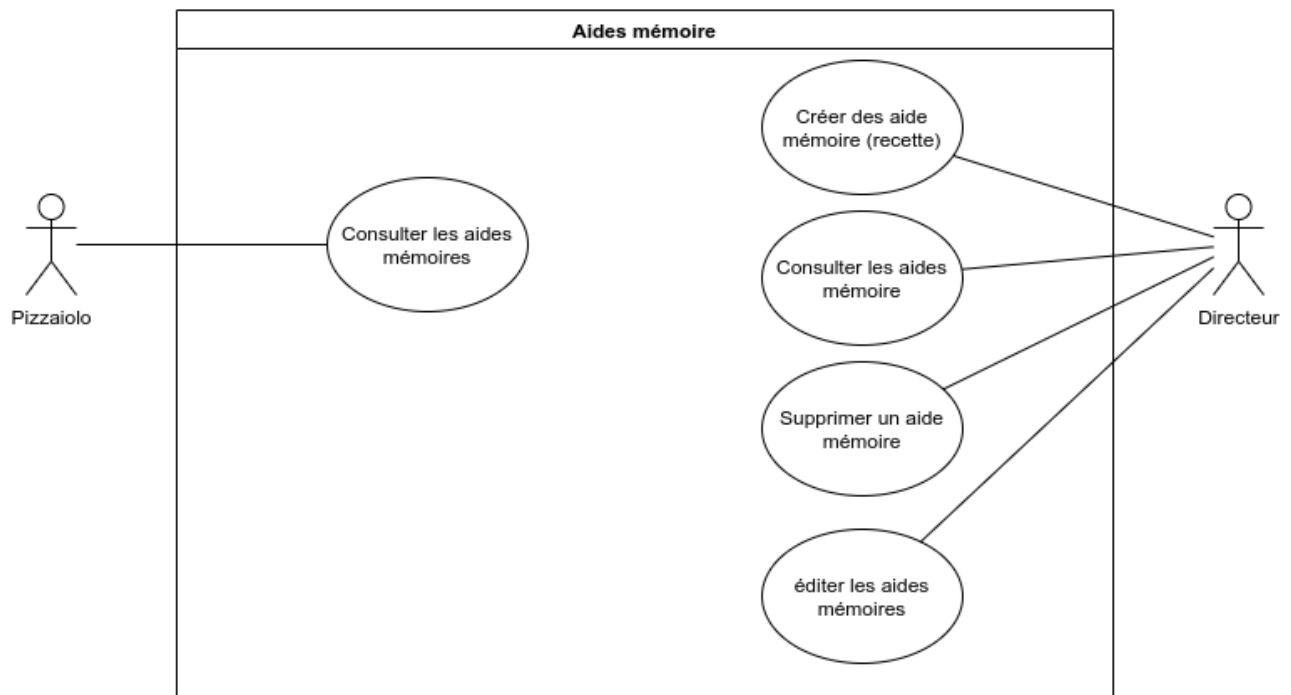 Aides mémoire
Créer des aide
mémoire (recette)
Consulter les aides
mémoires
Consulter les aides
mémoire
Pizzaiolo
Directeur
Supprimer un aide
mémoire
éditer les aides
mémoires